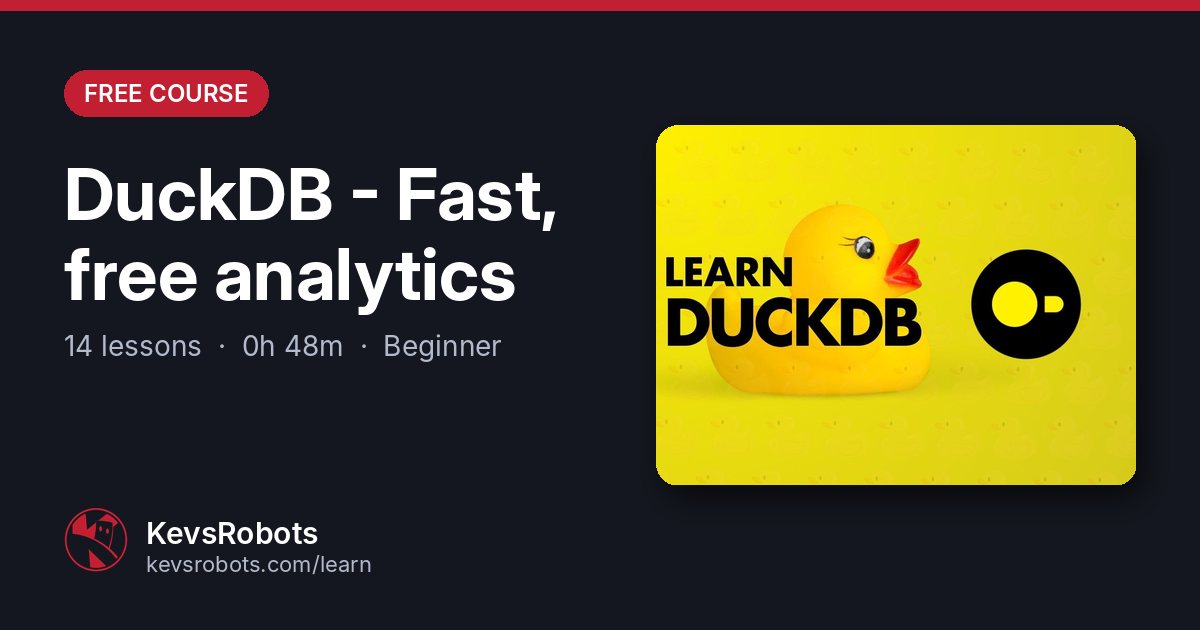 FREE COURSE
DuckDB - Fast,
free analytics
14 lessons · 0h 48m · Beginner
LEARN
DUCKDB
KevsRobots
kevsrobots.com/learn